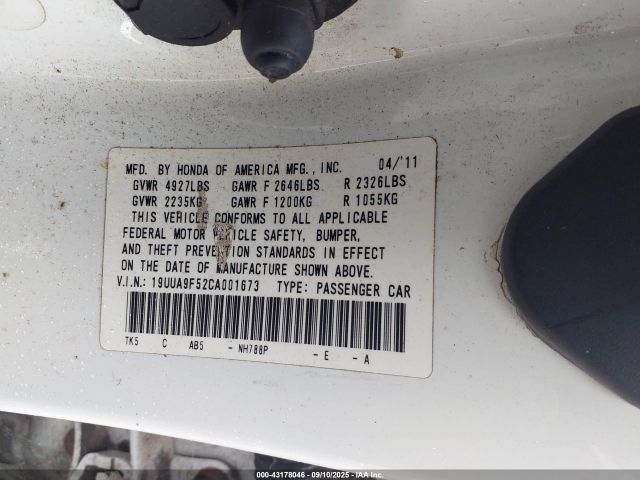 MFD. BY HONDA OF AMERICA MFG., INC. 04/'11
GVWR 4927LBS GAWR F 2646LBS R 2326LBS
GVWR 2235KG GAWR F 1200KG R 1055KG
THIS VEHICLE CONFORMS TO ALL APPLICABLE
FEDERAL MOTOR VEHICLE SAFETY, BUMPER,
AND THEFT PREVENTION STANDARDS IN EFFECT
ON THE DATE OF MANUFACTURE SHOWN ABOVE.
V.I.N.: 19UUA9F52CA001673 TYPE: PASSENGER CAR
TK5 C AB5 - NH788P - E - A
000-43178046 - 09/10/2025 - IAA.com